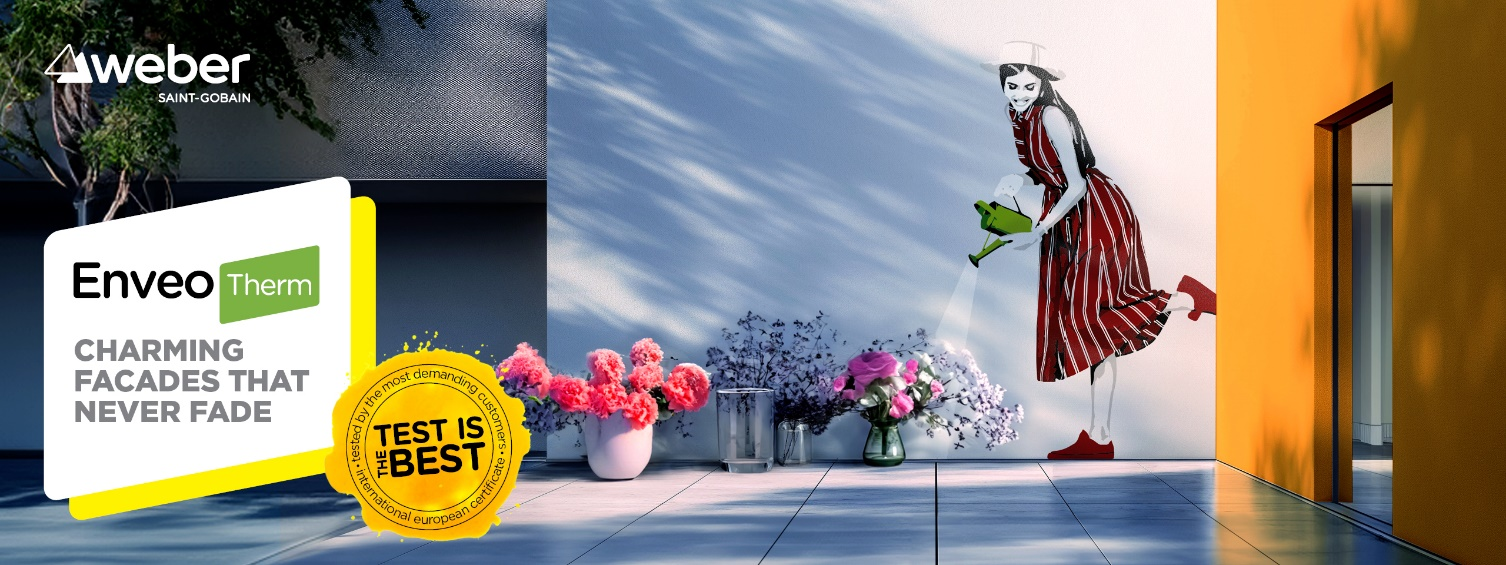 weber
SAINT-GOBAIN
Enveo Therm
CHARMING
FACADES THAT
NEVER FADE
• tested by the most demanding customers •
TEST IS
THE BEST
international european certificate